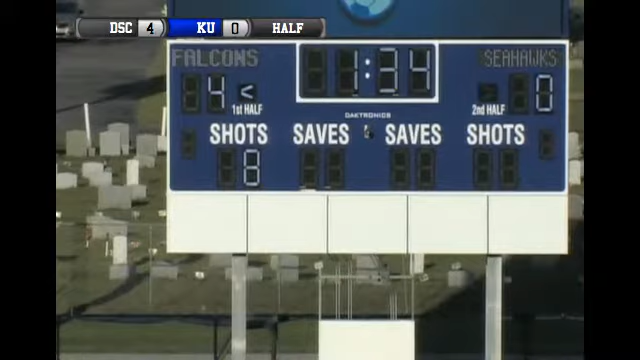 DSC 4 KU 0 HALF
FALCONS 1:34 SEAHAWKS
4 < 0
1st HALF 2nd HALF
DAKTRONICS
SHOTS SAVES SAVES SHOTS
8